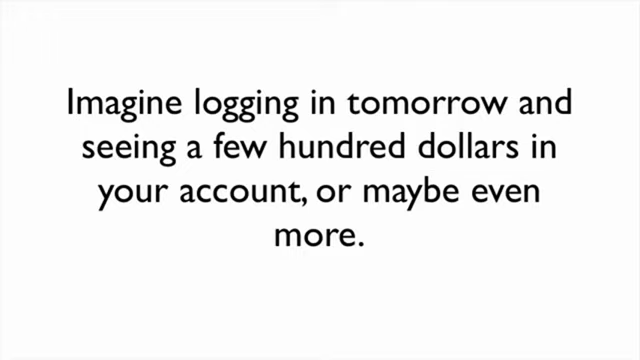 Imagine logging in tomorrow and
seeing a few hundred dollars in
your account, or maybe even
more.